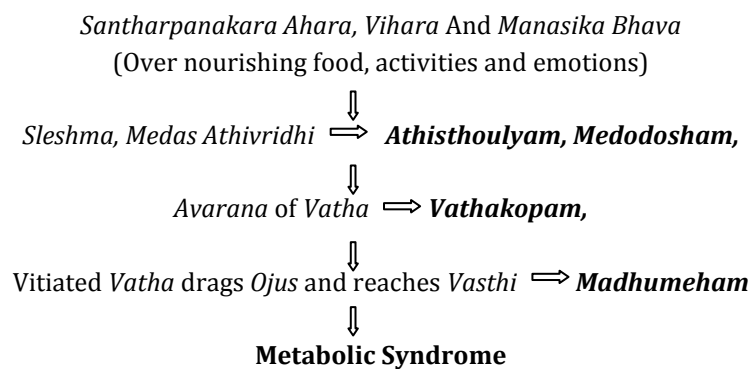 Santharpanakara Ahara, Vihara And Manasika Bhava
(Over nourishing food, activities and emotions)
⇓
Sleshma, Medas Athivridhi ⇒ Athisthoulyam, Medodosham,
⇓
Avarana of Vatha ⇒ Vathakopam,
⇓
Vitiated Vatha drags Ojus and reaches Vasthi ⇒ Madhumeham
⇓
Metabolic Syndrome